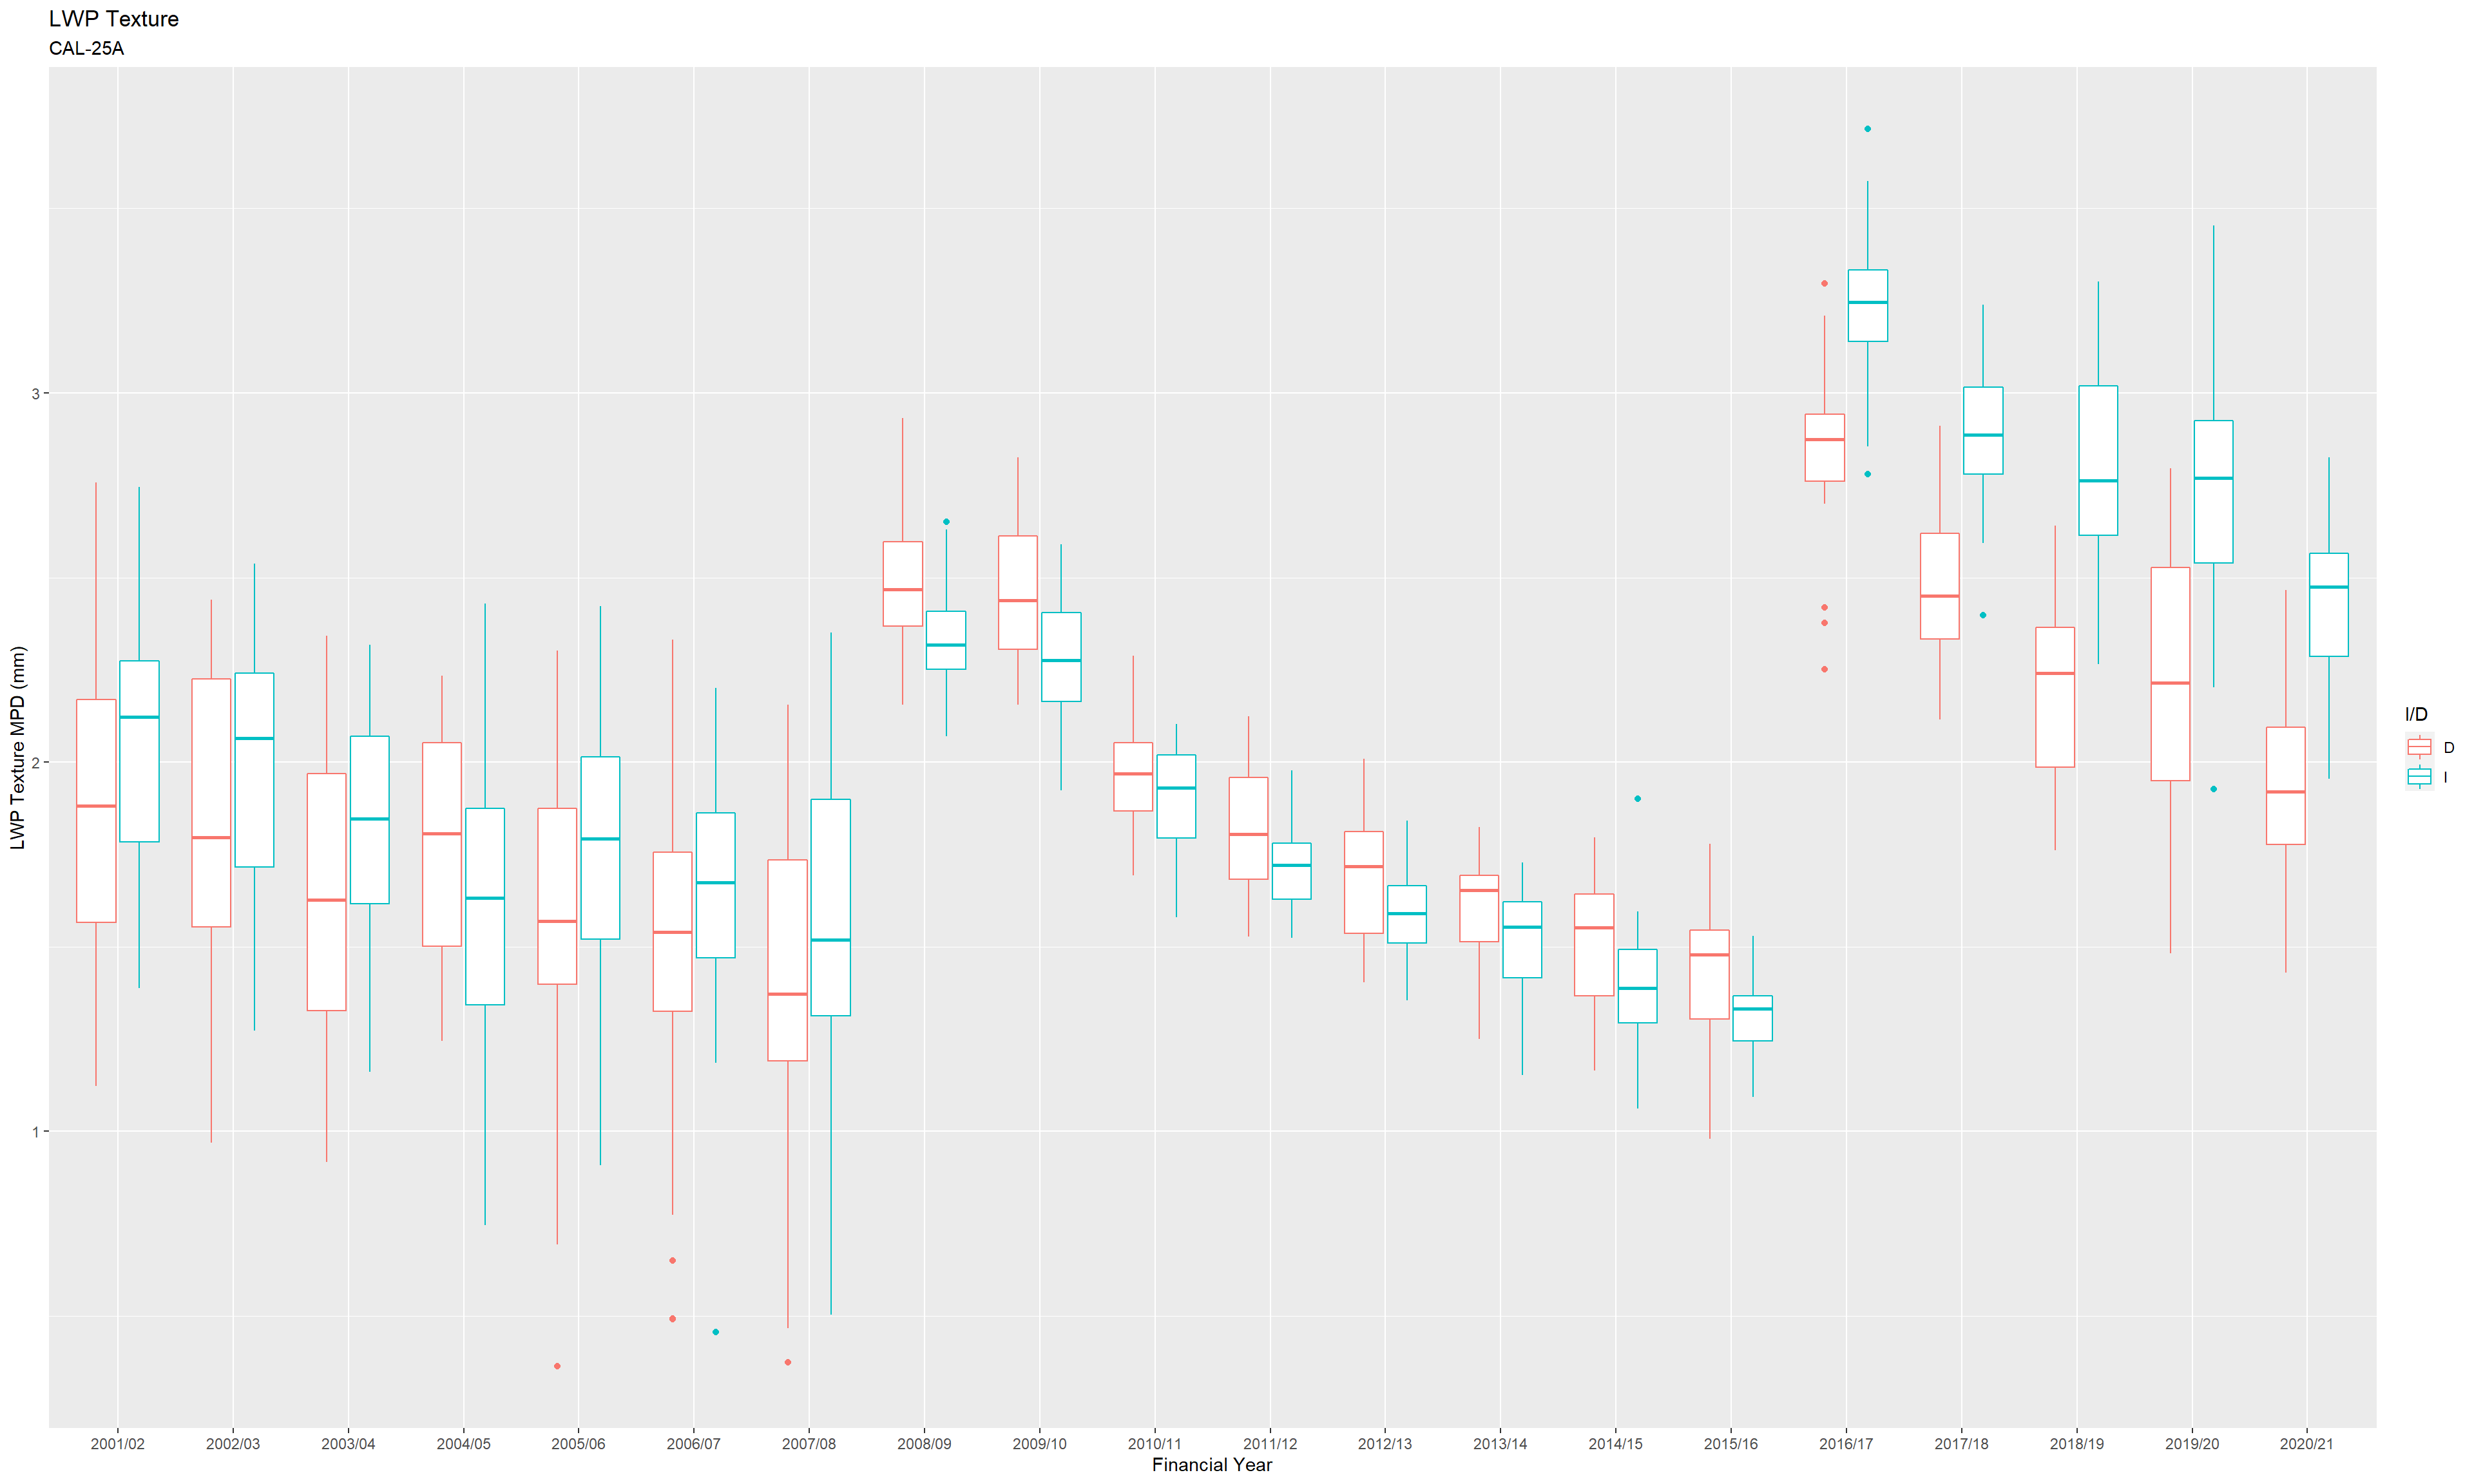 LWP Texture
CAL-25A
LWP Texture MPD (mm)
3
2
1
2001/02 2002/03 2003/04 2004/05 2005/06 2006/07 2007/08 2008/09 2009/10 2010/11 2011/12 2012/13 2013/14 2014/15 2015/16 2016/17 2017/18 2018/19 2019/20 2020/21
Financial Year
I/D
D
I